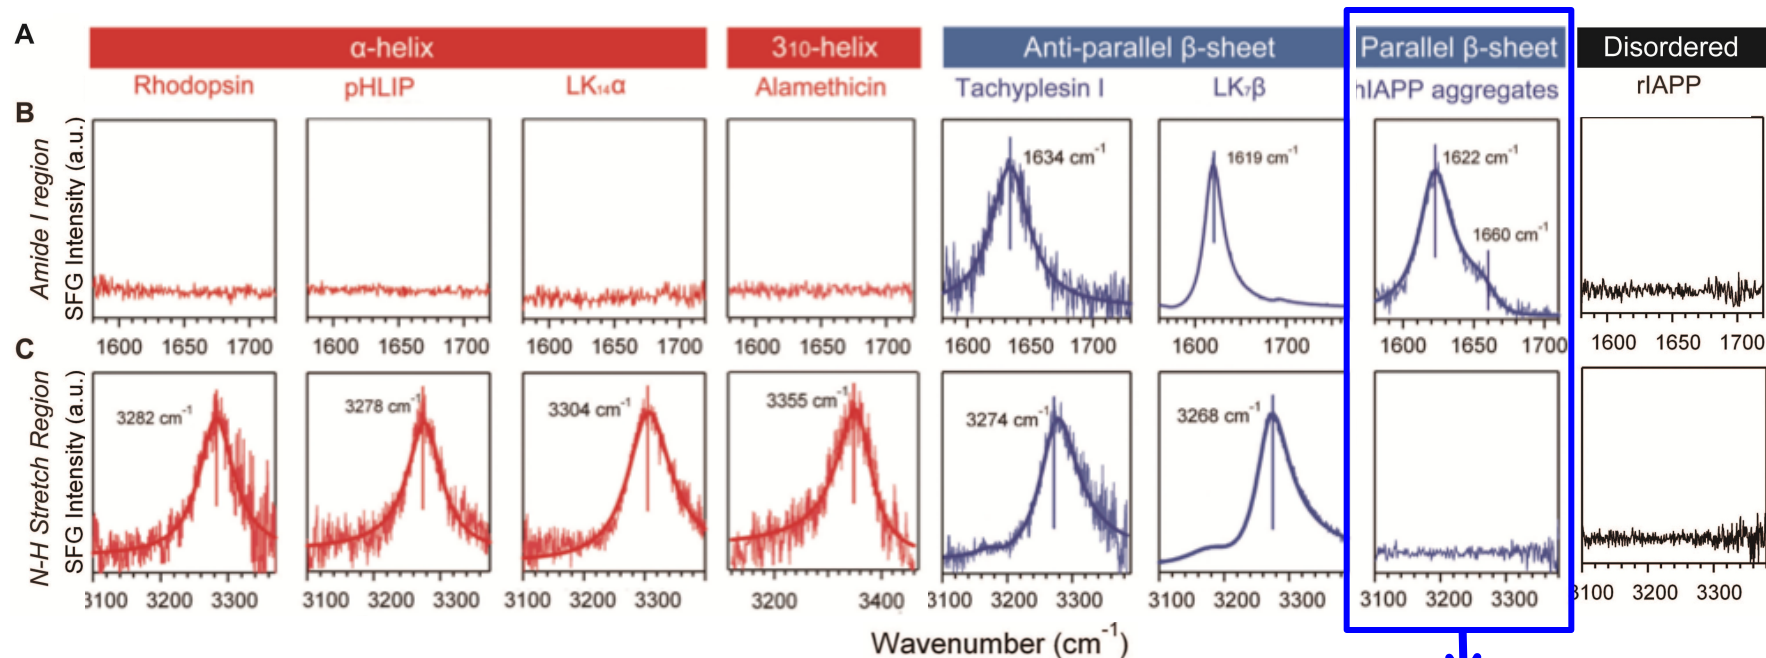 A
α-helix 3₁₀-helix Anti-parallel β-sheet Parallel β-sheet Disordered
Rhodopsin pHLIP LK₁₄α Alamethicin Tachyplesin I LK₇β hIAPP aggregates rIAPP
B
Amide I region
SFG Intensity (a.u.)
1634 cm⁻¹ 1619 cm⁻¹ 1622 cm⁻¹
1660 cm⁻¹
1600 1650 1700 1600 1650 1700 1600 1650 1700 1600 1650 1700 1600 1650 1700 1600 1700 1600 1650 1700 1600 1650 1700
C
N-H Stretch Region
SFG Intensity (a.u.)
3282 cm⁻¹ 3278 cm⁻¹ 3304 cm⁻¹ 3355 cm⁻¹ 3274 cm⁻¹ 3268 cm⁻¹
3100 3200 3300 3100 3200 3300 3100 3200 3300 3200 3400 3100 3200 3300 3100 3300 3100 3200 3300 3100 3200 3300
Wavenumber (cm⁻¹)